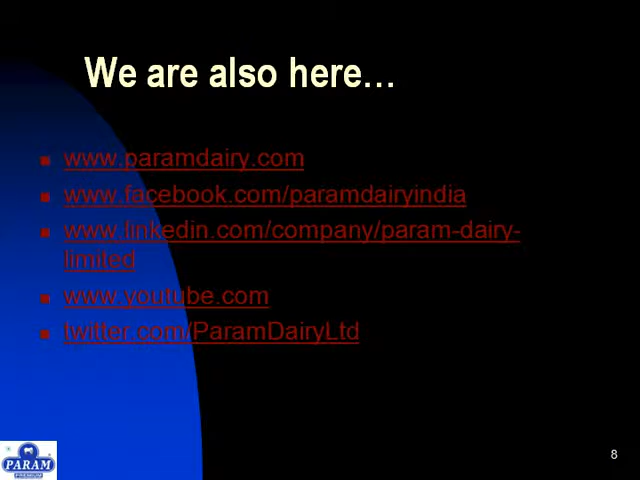 We are also here…
www.paramdairy.com
www.facebook.com/paramdairyindia
www.linkedin.com/company/param-dairy-
limited
www.youtube.com
twitter.com/ParamDairyLtd
PARAM
PREMIUM
8